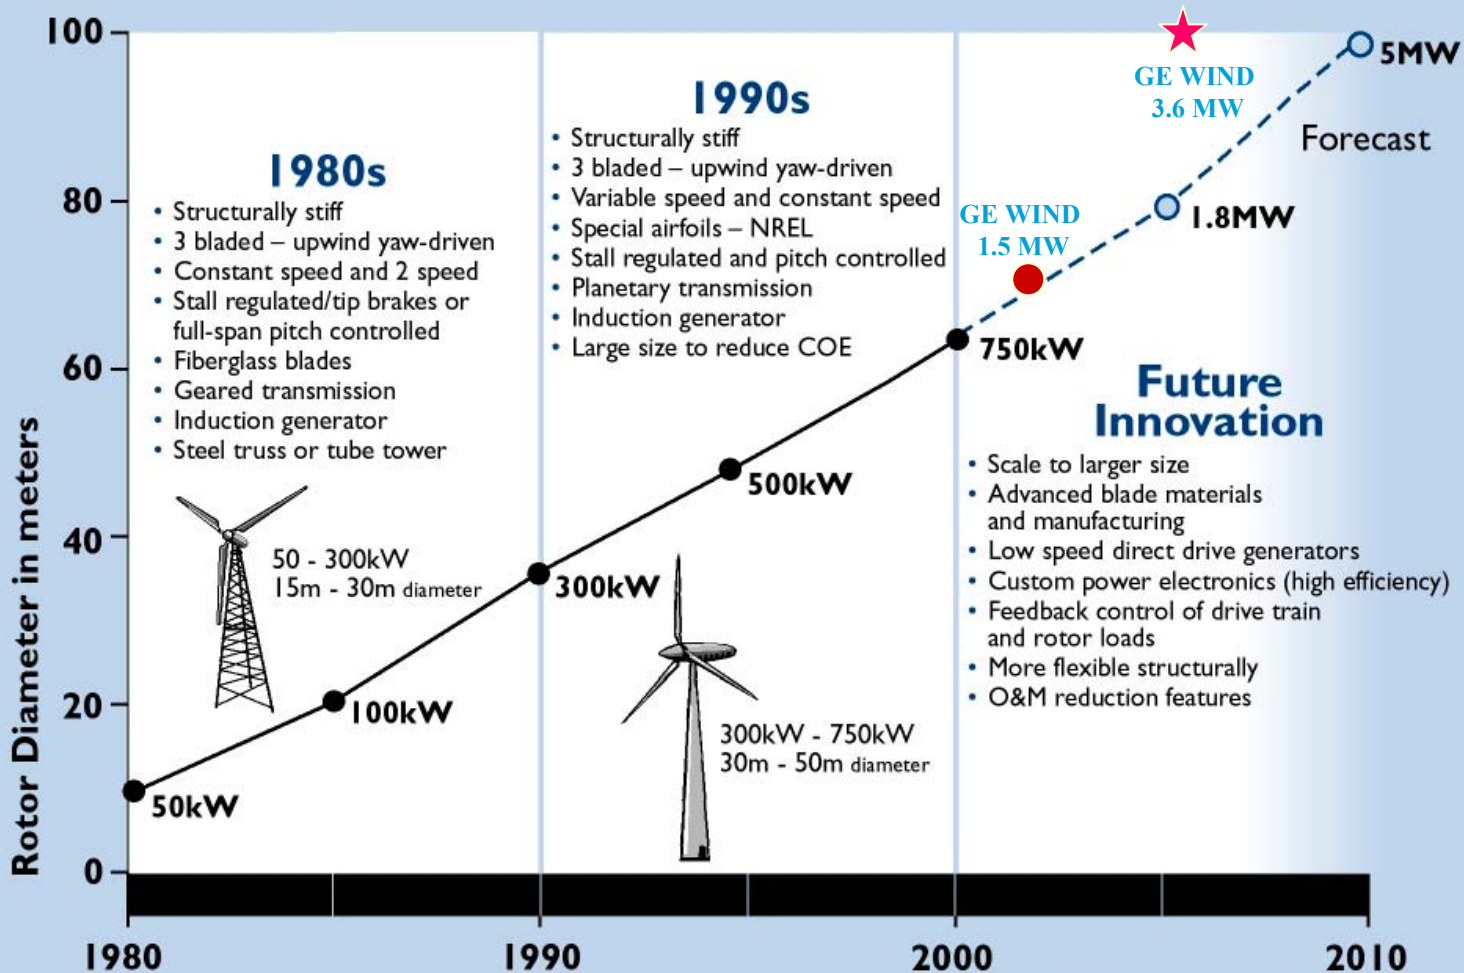 100
80
60
40
20
0
Rotor Diameter in meters
1980s
• Structurally stiff
• 3 bladed – upwind yaw-driven
• Constant speed and 2 speed
• Stall regulated/tip brakes or
full-span pitch controlled
• Fiberglass blades
• Geared transmission
• Induction generator
• Steel truss or tube tower
50 - 300kW
15m - 30m diameter
50kW
100kW
300kW
1990s
• Structurally stiff
• 3 bladed – upwind yaw-driven
• Variable speed and constant speed
• Special airfoils – NREL
• Stall regulated and pitch controlled
• Planetary transmission
• Induction generator
• Large size to reduce COE
500kW
300kW - 750kW
30m - 50m diameter
GE WIND
3.6 MW
5MW
Forecast
GE WIND
1.5 MW
1.8MW
750kW
Future
Innovation
• Scale to larger size
• Advanced blade materials
and manufacturing
• Low speed direct drive generators
• Custom power electronics (high efficiency)
• Feedback control of drive train
and rotor loads
• More flexible structurally
• O&M reduction features
1980
1990
2000
2010